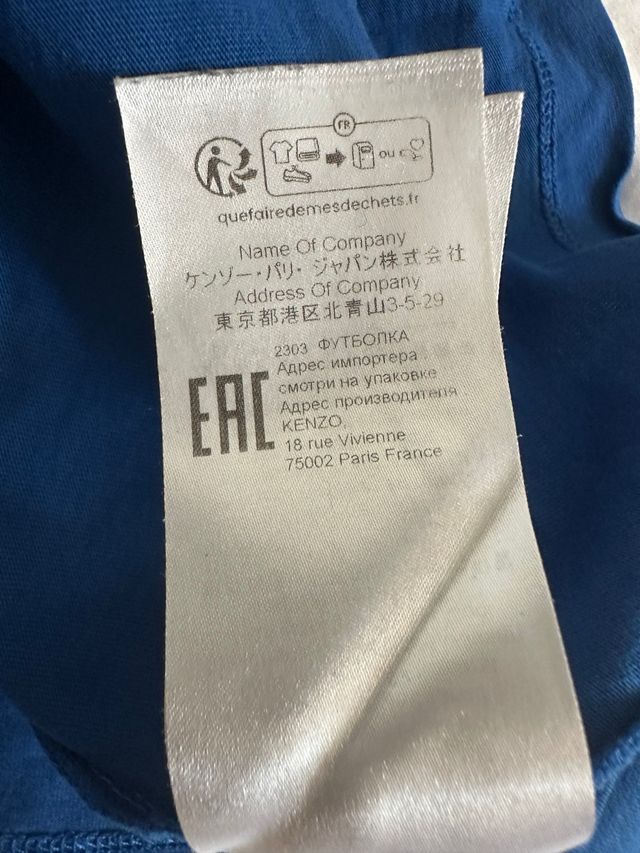 FR
OU
quefairedemesdechets.fr
Name Of Company
ケンゾー・パリ・ジャパン株式会社
Address Of Company
東京都港区北青山3-5-29
2303 ФУТБОЛКА
Адрес импортера
смотри на упаковке
Адрес производителя
KENZO,
18 rue Vivienne
75002 Paris France
EAC